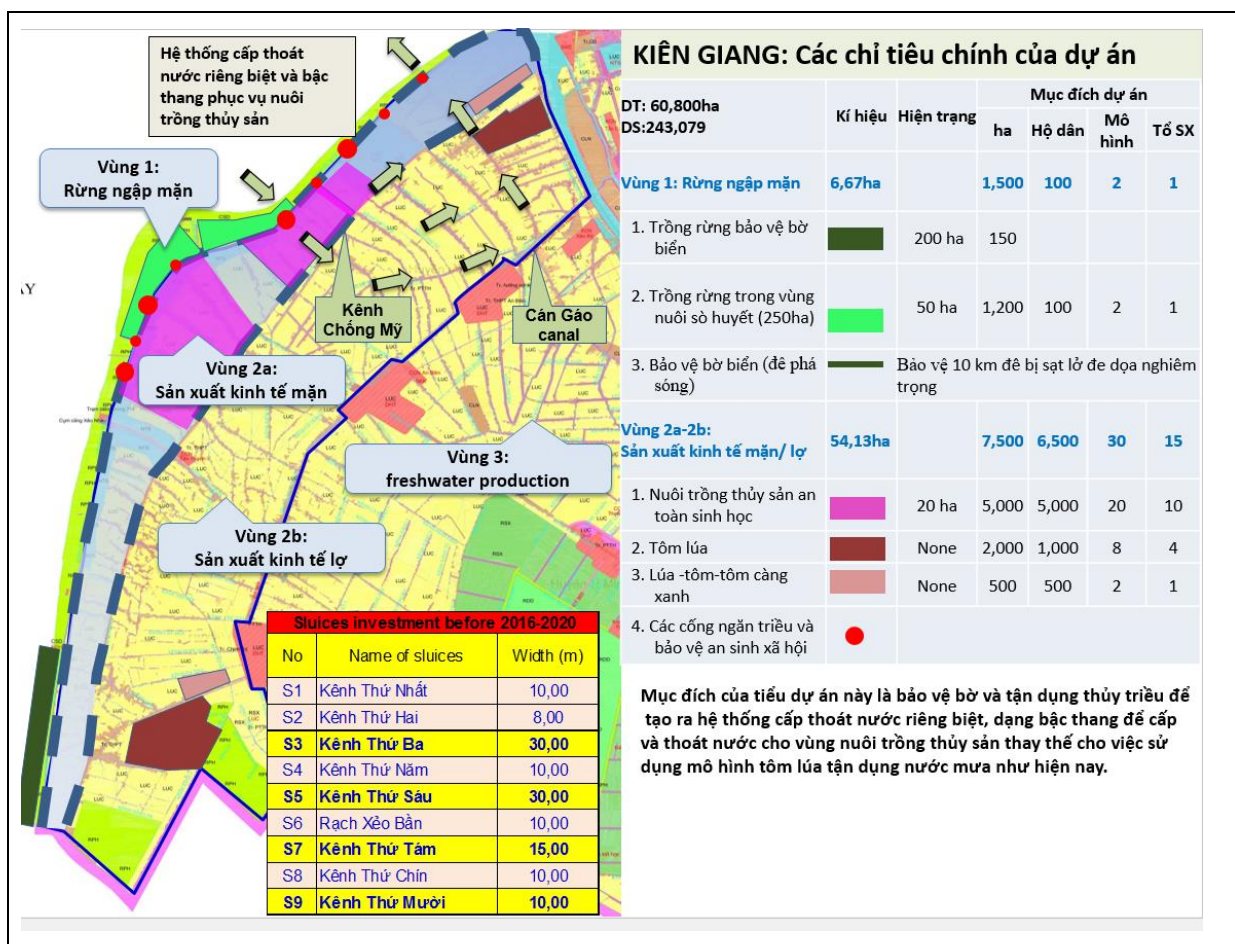 Hệ thống cấp thoát
nước riêng biệt và bậc
thang phục vụ nuôi
trồng thủy sản
Vùng 1:
Rừng ngập mặn
Kênh
Chống Mỹ
Cán Gáo
canal
Vùng 2a:
Sản xuất kinh tế mặn
Vùng 3:
freshwater production
Vùng 2b:
Sản xuất kinh tế lợ
Sluices investment before 2016-2020
No Name of sluices Width (m)
S1 Kênh Thứ Nhất 10,00
S2 Kênh Thứ Hai 8,00
S3 Kênh Thứ Ba 30,00
S4 Kênh Thứ Năm 10,00
S5 Kênh Thứ Sáu 30,00
S6 Rạch Xẻo Bần 10,00
S7 Kênh Thứ Tám 15,00
S8 Kênh Thứ Chín 10,00
S9 Kênh Thứ Mười 10,00
KIÊN GIANG: Các chỉ tiêu chính của dự án
DT: 60,800ha
DS:243,079
Kí hiệu Hiện trạng Mục đích dự án
ha Hộ dân Mô hình Tổ SX
Vùng 1: Rừng ngập mặn 6,67ha 1,500 100 2 1
1. Trồng rừng bảo vệ bờ
biển 200 ha 150
2. Trồng rừng trong vùng
nuôi sò huyết (250ha) 50 ha 1,200 100 2 1
3. Bảo vệ bờ biển (đê phá
sóng) Bảo vệ 10 km đê bị sạt lở đe dọa nghiêm
trọng
Vùng 2a-2b:
Sản xuất kinh tế mặn/ lợ 54,13ha 7,500 6,500 30 15
1. Nuôi trồng thủy sản an
toàn sinh học 20 ha 5,000 5,000 20 10
2. Tôm lúa None 2,000 1,000 8 4
3. Lúa -tôm-tôm càng
xanh None 500 500 2 1
4. Các cống ngăn triều và
bảo vệ an sinh xã hội
Mục đích của tiểu dự án này là bảo vệ bờ và tận dụng thủy triều để
tạo ra hệ thống cấp thoát nước riêng biệt, dạng bậc thang để cấp
và thoát nước cho vùng nuôi trồng thủy sản thay thế cho việc sử
dụng mô hình tôm lúa tận dụng nước mưa như hiện nay.